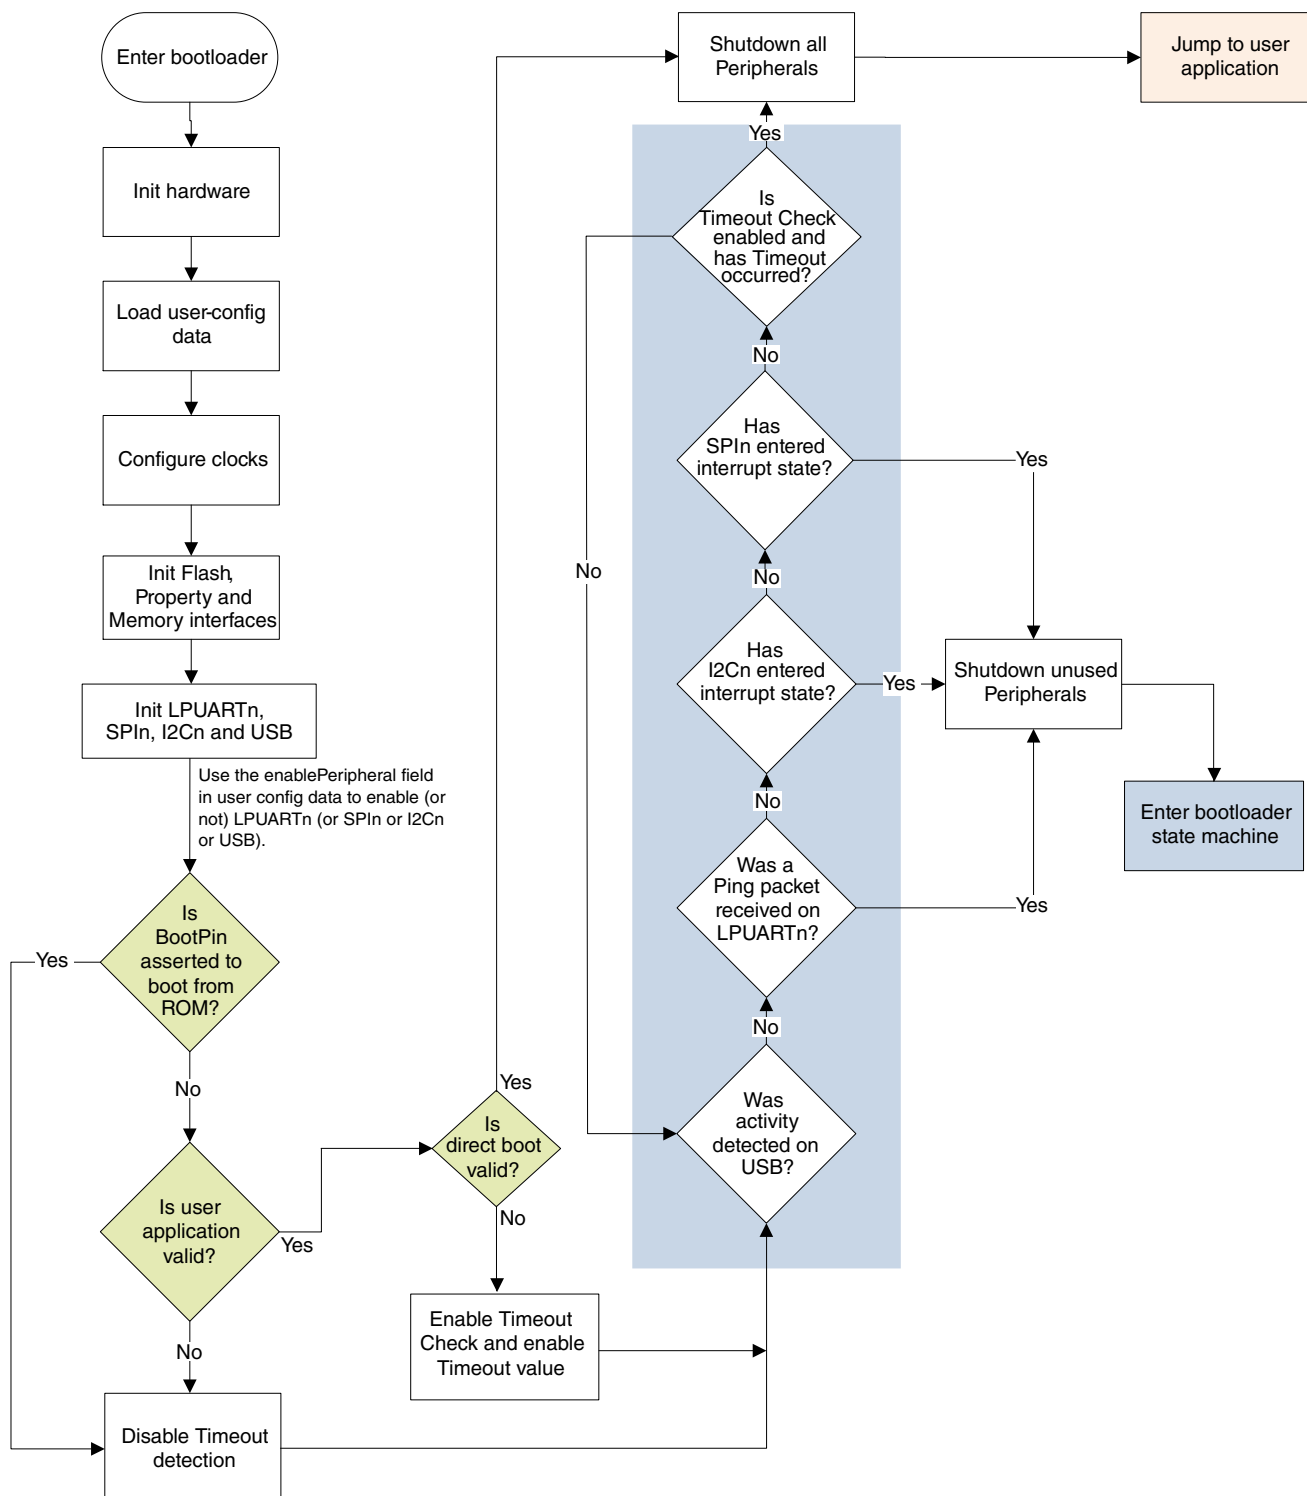 Enter bootloader
Init hardware
Load user-config
data
Configure clocks
Init Flash,
Property and
Memory interfaces
Init LPUARTn,
SPIn, I2Cn and USB
Use the enablePeripheral field
in user config data to enable (or
not) LPUARTn (or SPIn or I2Cn
or USB).
Is
BootPin
asserted to
boot from
ROM?
Yes
No
Is user
application
valid?
Yes
No
Disable Timeout
detection
Is
direct boot
valid?
Yes
No
Enable Timeout
Check and enable
Timeout value
Shutdown all
Peripherals
Jump to user
application
Yes
Is
Timeout Check
enabled and
has Timeout
occurred?
No
No
Has
SPIn entered
interrupt state?
Yes
No
Has
I2Cn entered
interrupt state?
Yes
Shutdown unused
Peripherals
Enter bootloader
state machine
No
Was a
Ping packet
received on
LPUARTn?
Yes
No
Was
activity
detected on
USB?